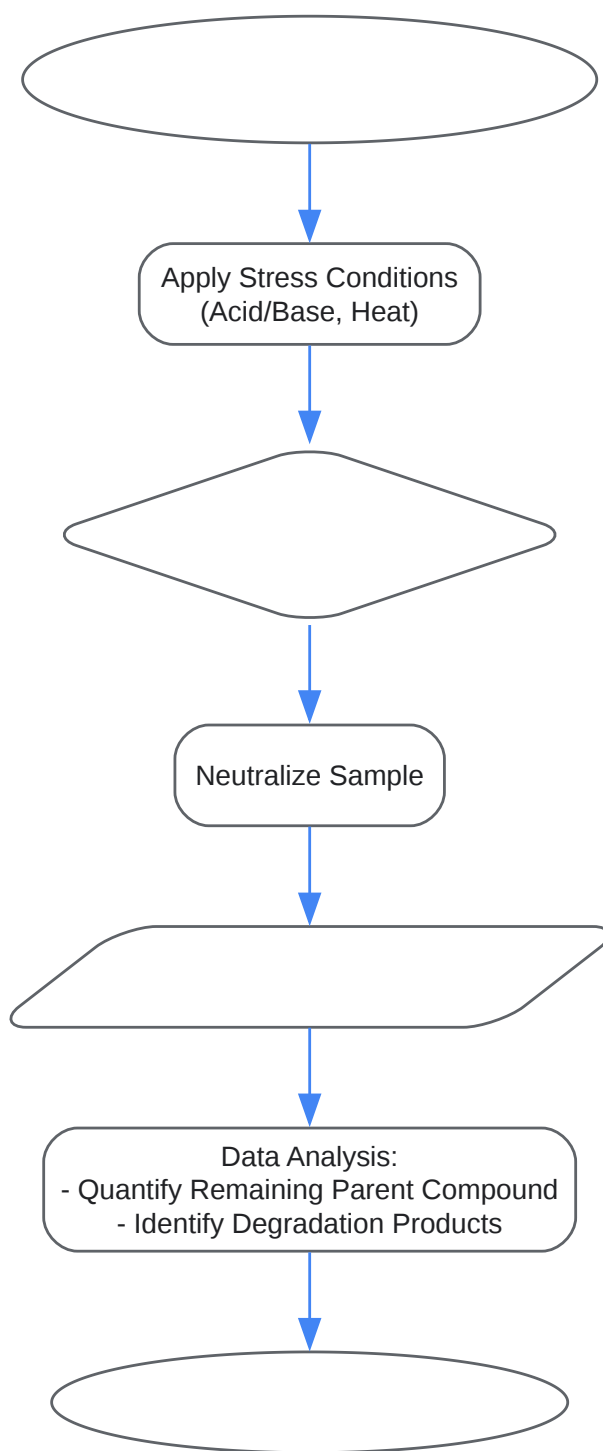 Apply Stress Conditions
(Acid/Base, Heat)
Neutralize Sample
Data Analysis:
- Quantify Remaining Parent Compound
- Identify Degradation Products